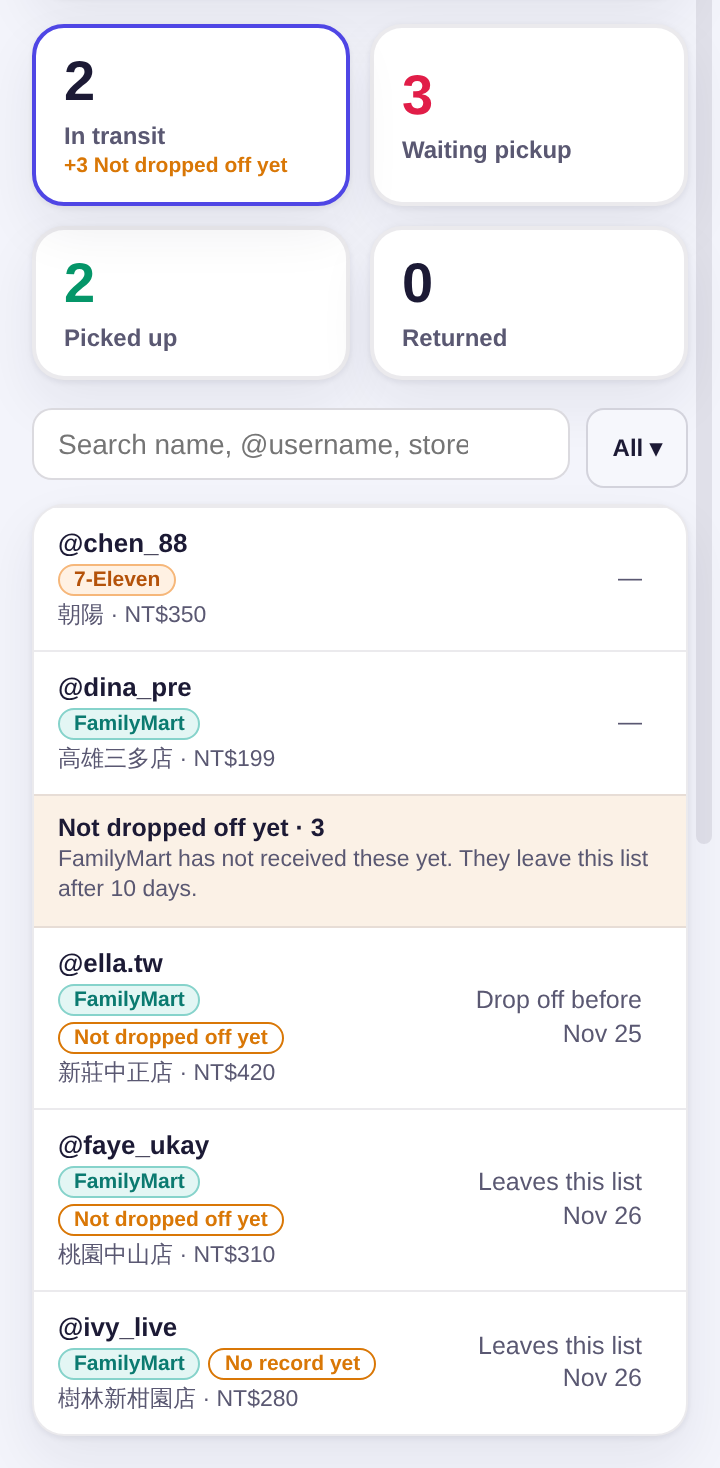 2
In transit
+3 Not dropped off yet
3
Waiting pickup
2
Picked up
0
Returned
Search name, @username, store
All ▾
@chen_88
7-Eleven
朝陽 · NT$350
—
@dina_pre
FamilyMart
高雄三多店 · NT$199
—
Not dropped off yet · 3
FamilyMart has not received these yet. They leave this list
after 10 days.
@ella.tw
FamilyMart
Not dropped off yet
新莊中正店 · NT$420
Drop off before
Nov 25
@faye_ukay
FamilyMart
Not dropped off yet
桃園中山店 · NT$310
Leaves this list
Nov 26
@ivy_live
FamilyMart No record yet
樹林新柑園店 · NT$280
Leaves this list
Nov 26